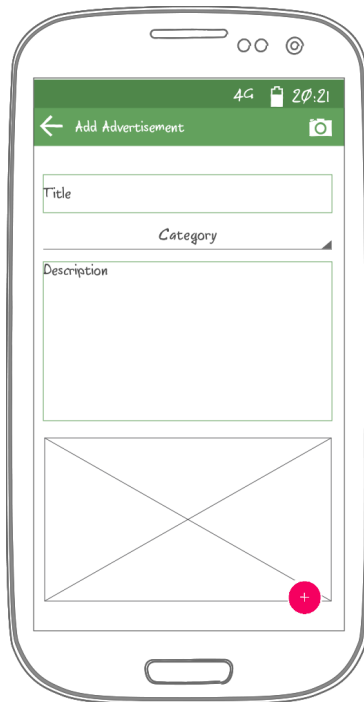 4G 20:21
Add Advertisement
Title
Category
Description
+